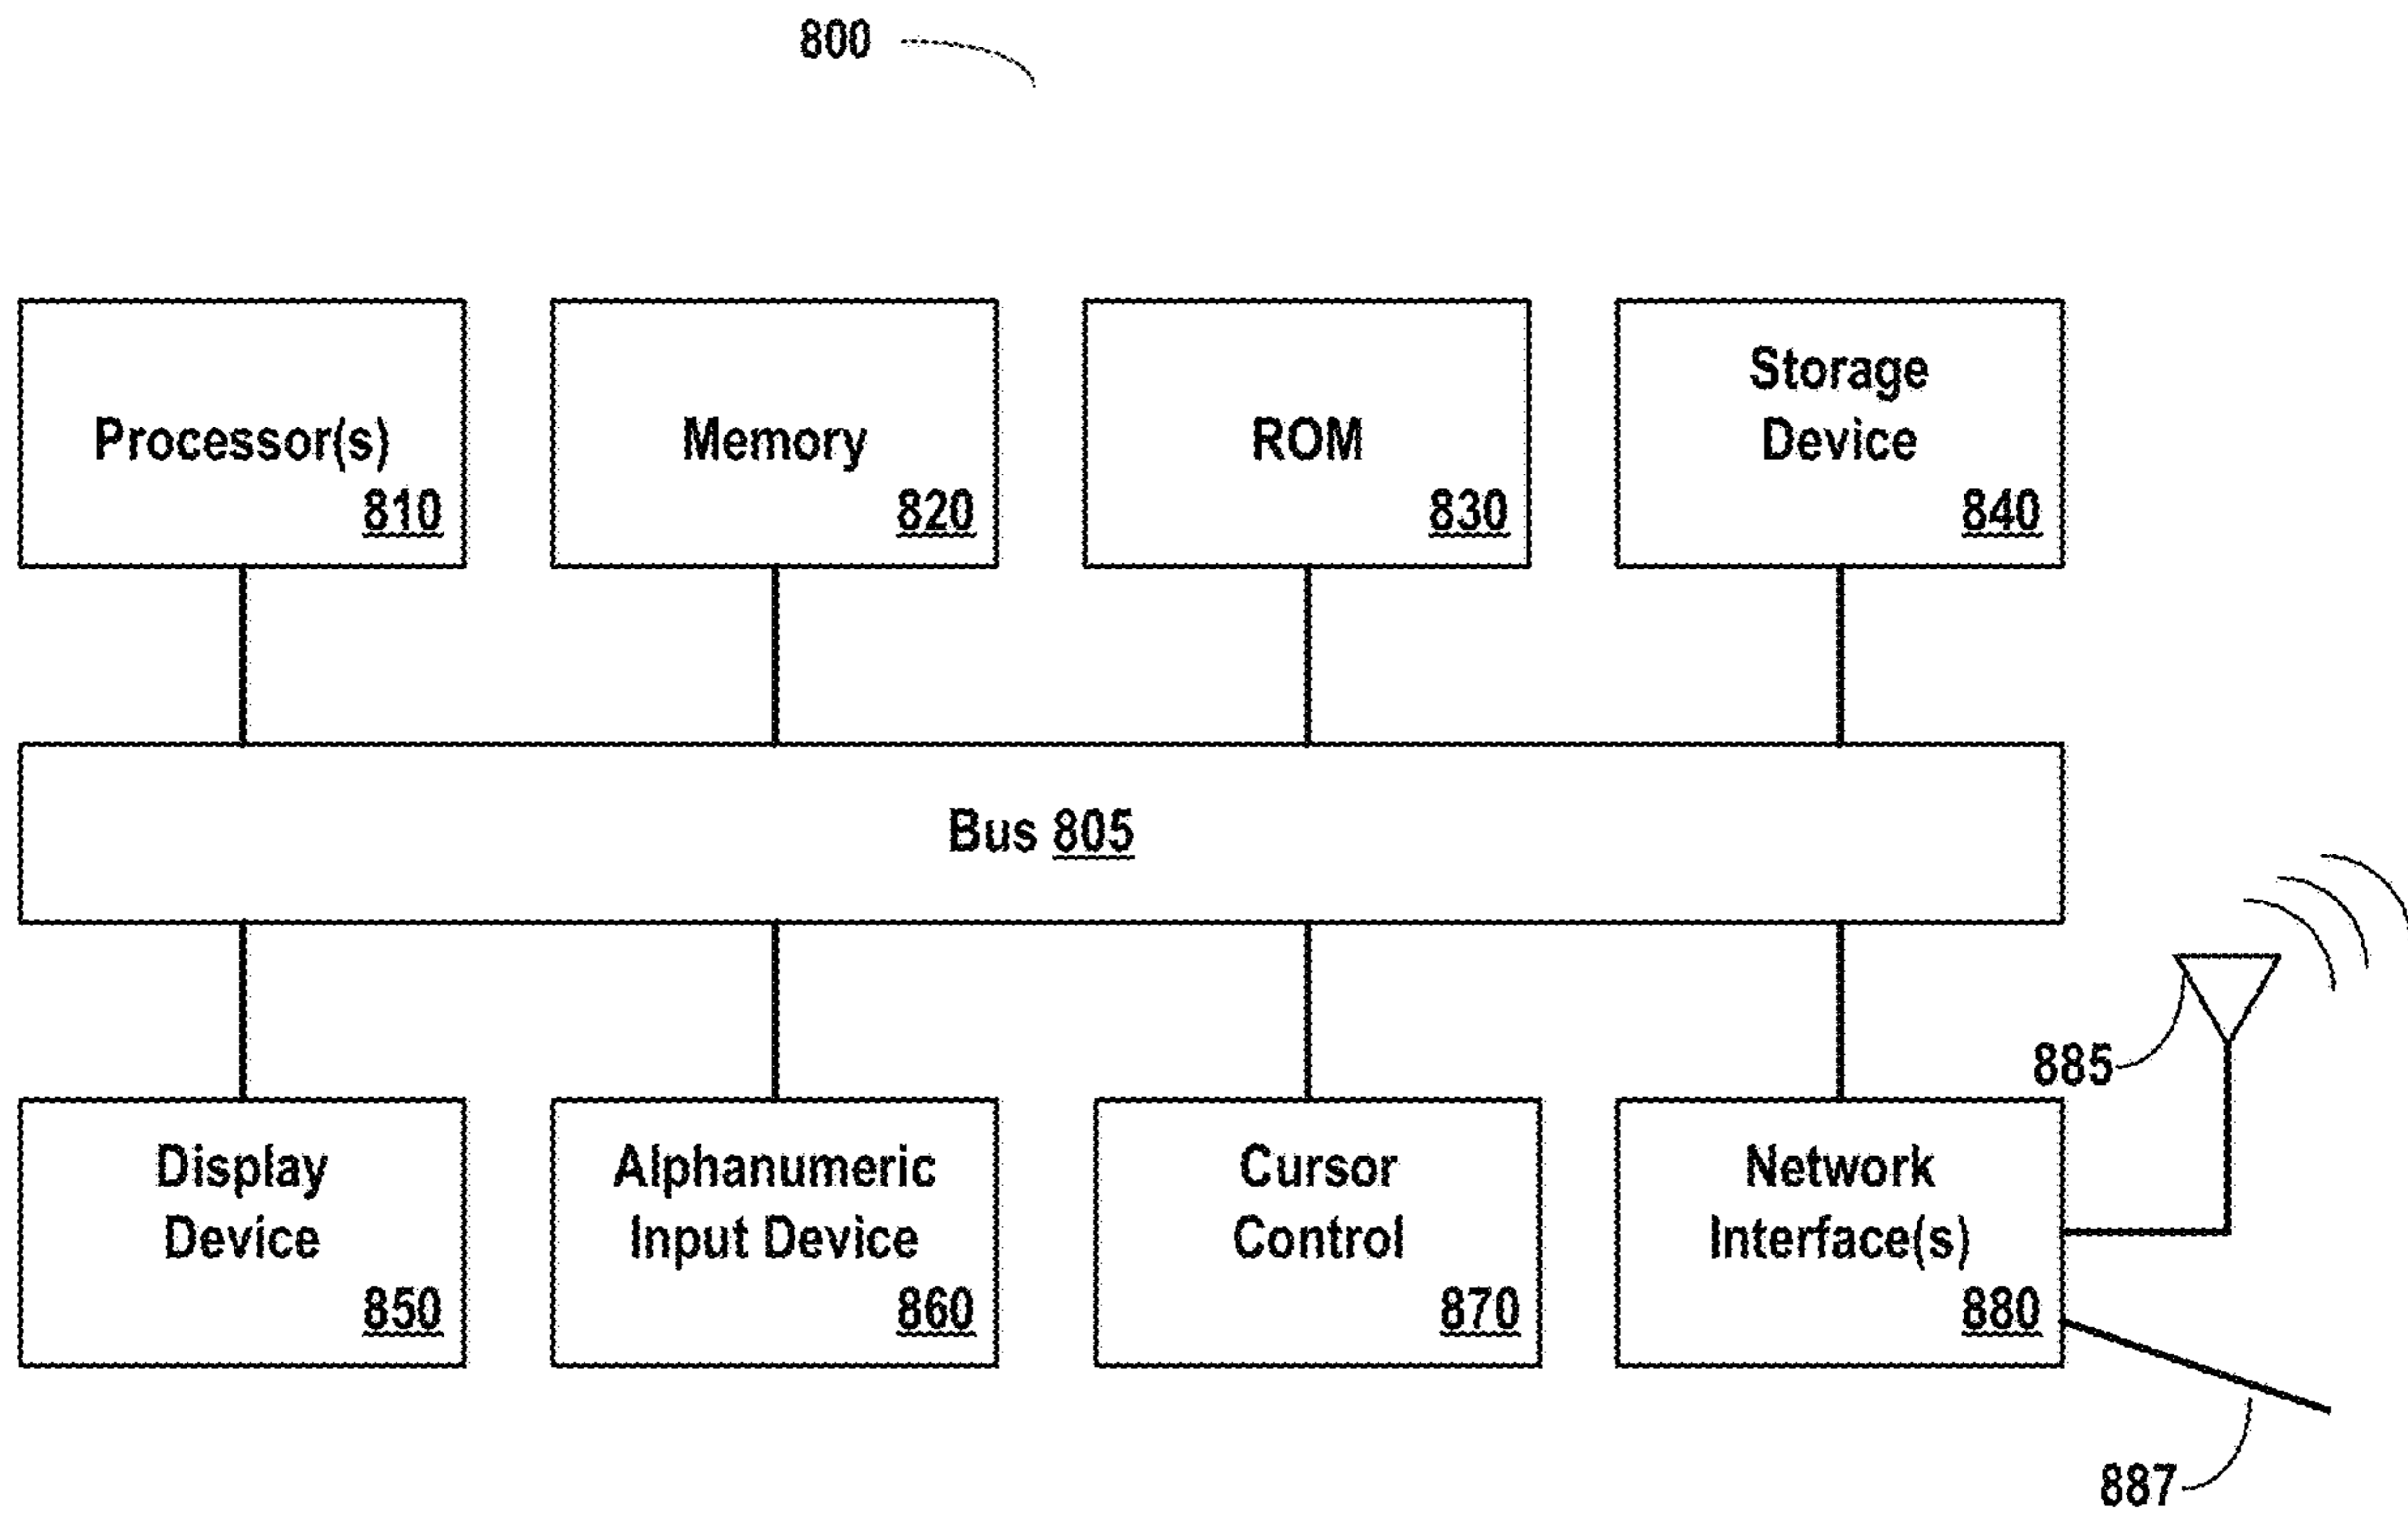 800
Processor(s)
810
Memory
820
ROM
830
Storage
Device
840
Bus 805
885
Display
Device
850
Alphanumeric
Input Device
860
Cursor
Control
870
Network
Interface(s)
880
887